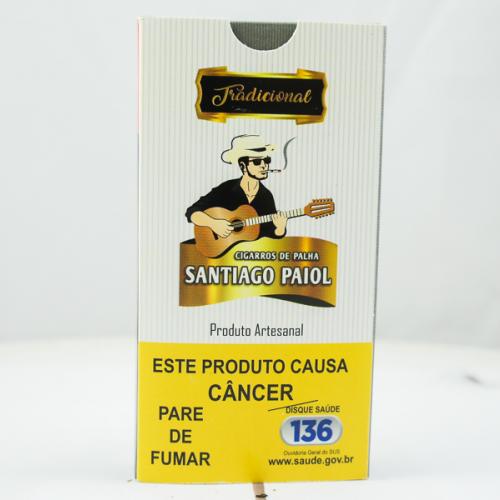 Tradicional
CIGARROS DE PALHA
SANTIAGO PAIOL
Produto Artesanal
ESTE PRODUTO CAUSA
CÂNCER
PARE
DE
FUMAR
DISQUE SAÚDE
136
Ouvidoria Geral do SUS
www.saude.gov.br